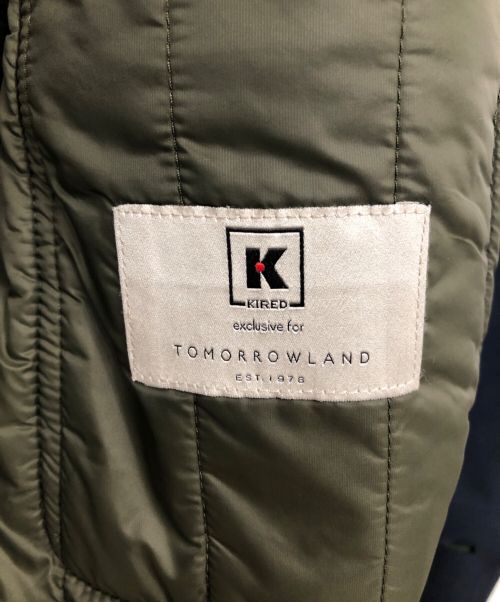 K
KIRED
exclusive for
TOMORROWLAND
EST.1978